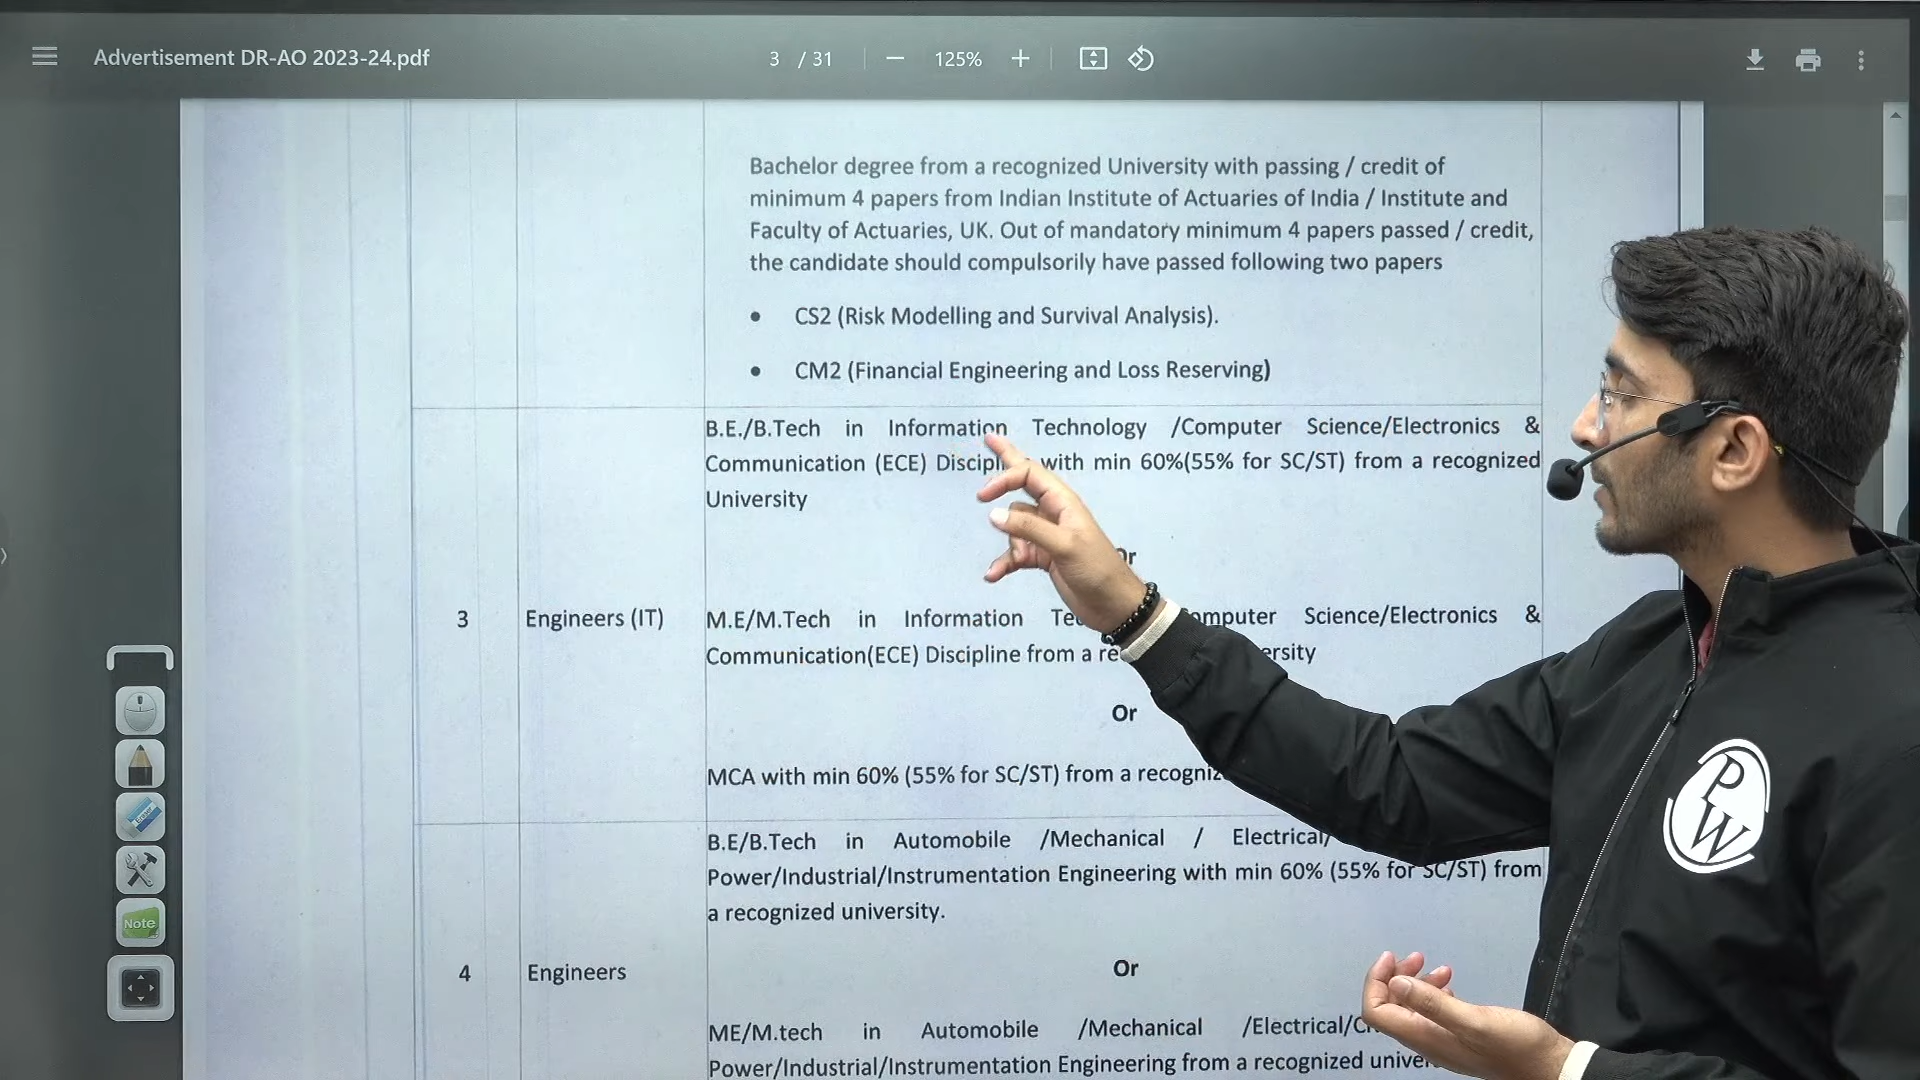 Advertisement DR-AO 2023-24.pdf
3 / 31
125%
Bachelor degree from a recognized University with passing / credit of
minimum 4 papers from Indian Institute of Actuaries of India / Institute and
Faculty of Actuaries, UK. Out of mandatory minimum 4 papers passed / credit,
the candidate should compulsorily have passed following two papers
• CS2 (Risk Modelling and Survival Analysis).
• CM2 (Financial Engineering and Loss Reserving)
B.E./B.Tech in Information Technology /Computer Science/Electronics &
Communication (ECE) with min 60%(55% for SC/ST) from a recognized
University
3
Engineers (IT)
M.E/M.Tech in Information Science/Electronics &
Communication(ECE) Discipline from a
Or
MCA with min 60% (55% for SC/ST) from a
B.E/B.Tech in Automobile /Mechanical / Electrical/
Power/Industrial/Instrumentation Engineering with min 60% (55% for SC/ST) from
a recognized university.
4
Engineers
Or
ME/M.tech in Automobile /Mechanical /Electrical/
Power/Industrial/Instrumentation Engineering from a recognized
Note
Eraser
PW